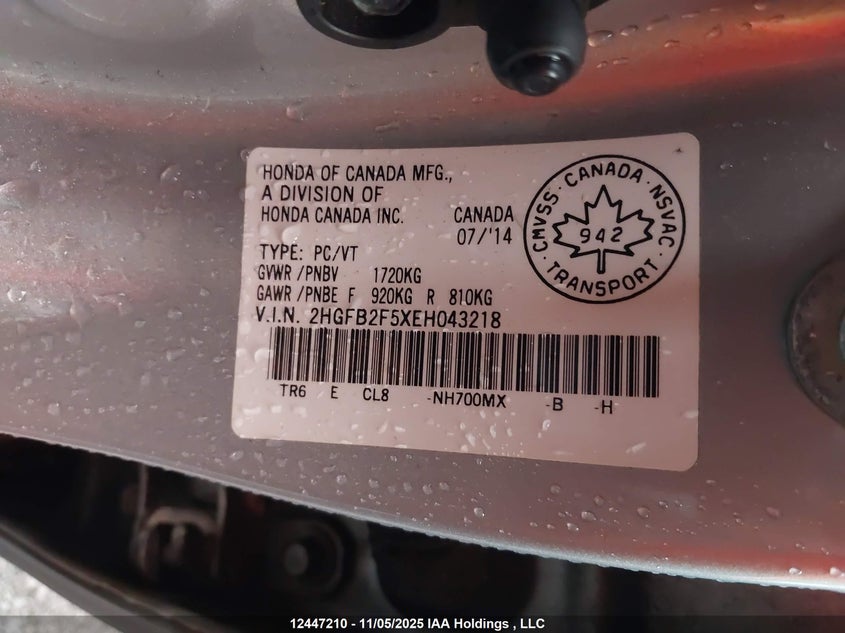 HONDA OF CANADA MFG.,
A DIVISION OF
HONDA CANADA INC. CANADA
07/'14
TYPE: PC/VT
GVWR/PNBV 1720KG
GAWR/PNBE F 920KG R 810KG
V.I.N. 2HGFB2F5XEH043218
TR6 E CL8 -NH700MX -B -H
CMVSS · CANADA · NSVAC
942
TRANSPORT
12447210 - 11/05/2025 IAA Holdings , LLC